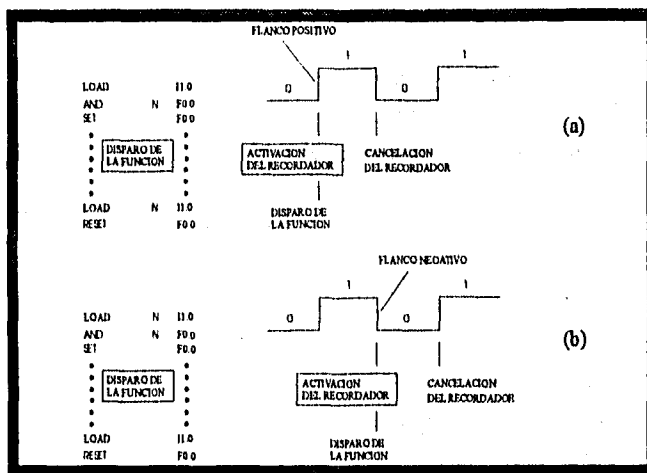 FLANCO POSITIVO
0 1 0 1
LOAD I1.0
AND N F0.0
SET F0.0
DISPARO DE
LA FUNCION
LOAD N I1.0
RESET F0.0
ACTIVACION
DEL RECORDADOR
CANCELACION
DEL RECORDADOR
DISPARO DE
LA FUNCION
(a)
FLANCO NEGATIVO
0 1 0 1
LOAD N I1.0
AND N F0.0
SET F0.0
DISPARO DE
LA FUNCION
LOAD I1.0
RESET F0.0
ACTIVACION
DEL RECORDADOR
CANCELACION
DEL RECORDADOR
DISPARO DE
LA FUNCION
(b)